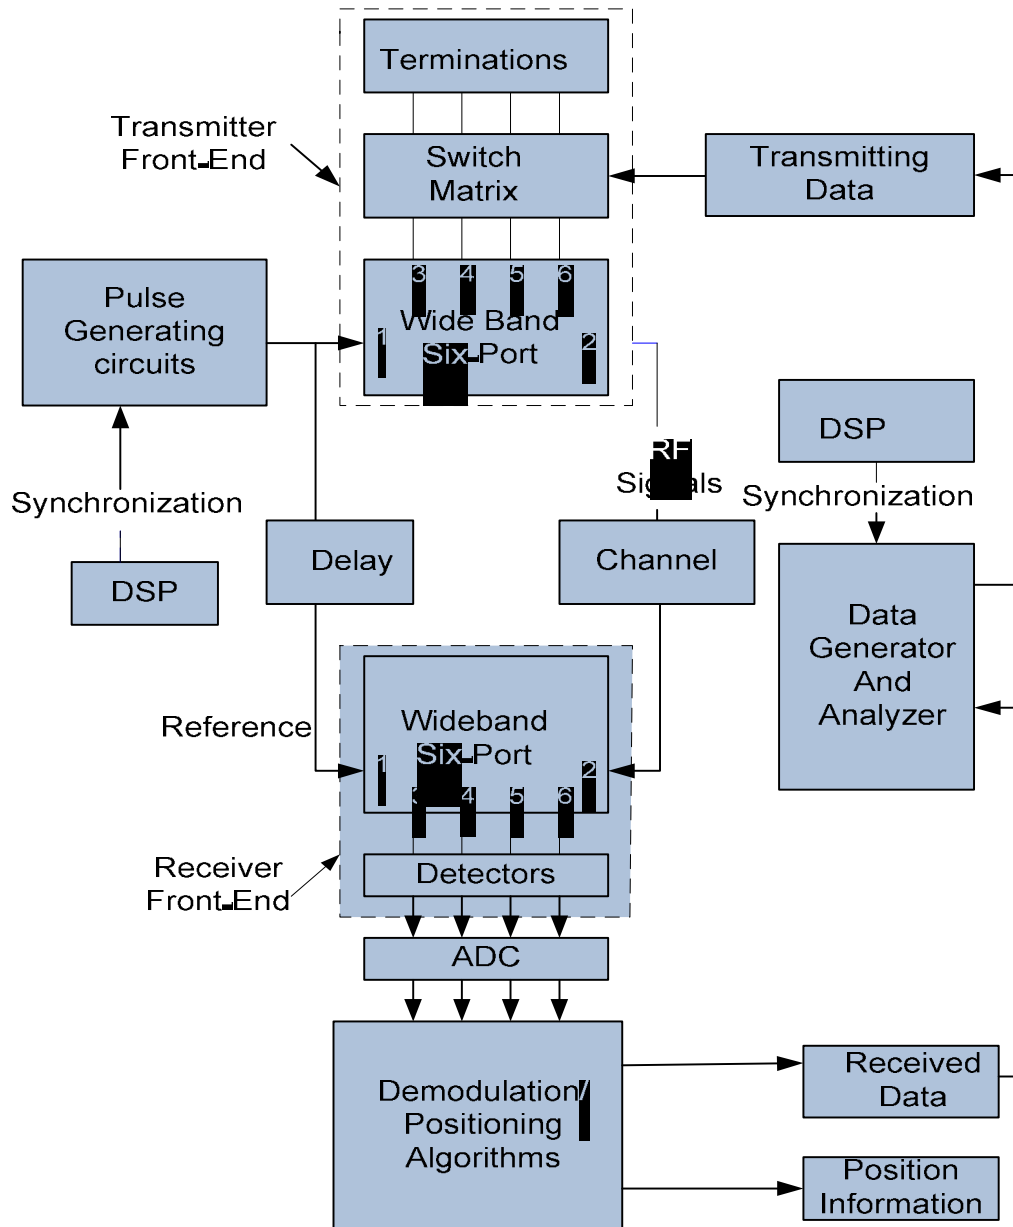 Terminations
Transmitter
Front-End
Switch
Matrix
Transmitting
Data
3 4 5 6
Pulse
Generating
circuits
Wide Band
1
Six-Port
2
DSP
RF
Signals
Synchronization
Synchronization
Delay
Channel
DSP
Data
Generator
And
Analyzer
Reference
Wideband
Six-Port
1
2
3 4 5 6
Receiver
Front-End
Detectors
ADC
Demodulation/
Positioning
Algorithms
Received
Data
Position
Information